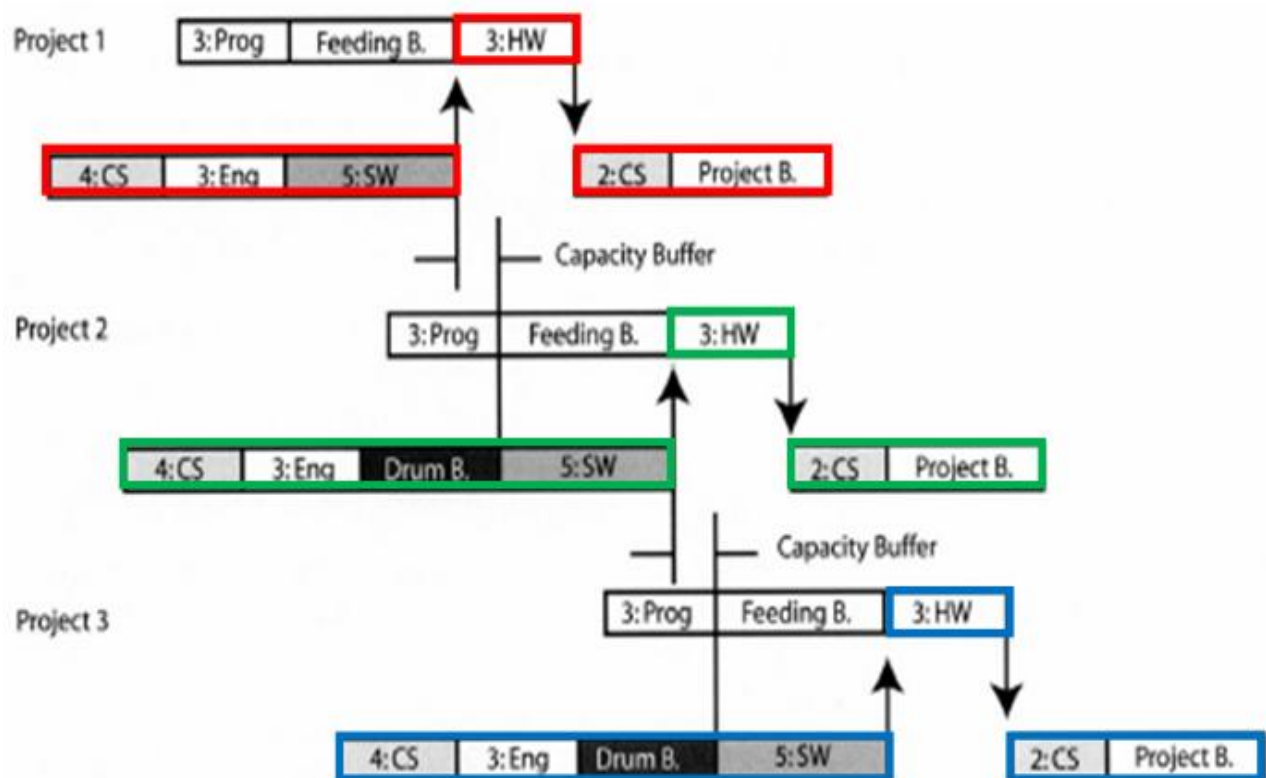 Project 1 3:Prog Feeding B. 3:HW
4:CS 3:Eng 5:SW 2:CS Project B.
Capacity Buffer
Project 2 3:Prog Feeding B. 3:HW
4:CS 3:Eng Drum B. 5:SW 2:CS Project B.
Capacity Buffer
Project 3 3:Prog Feeding B. 3:HW
4:CS 3:Eng Drum B. 5:SW 2:CS Project B.